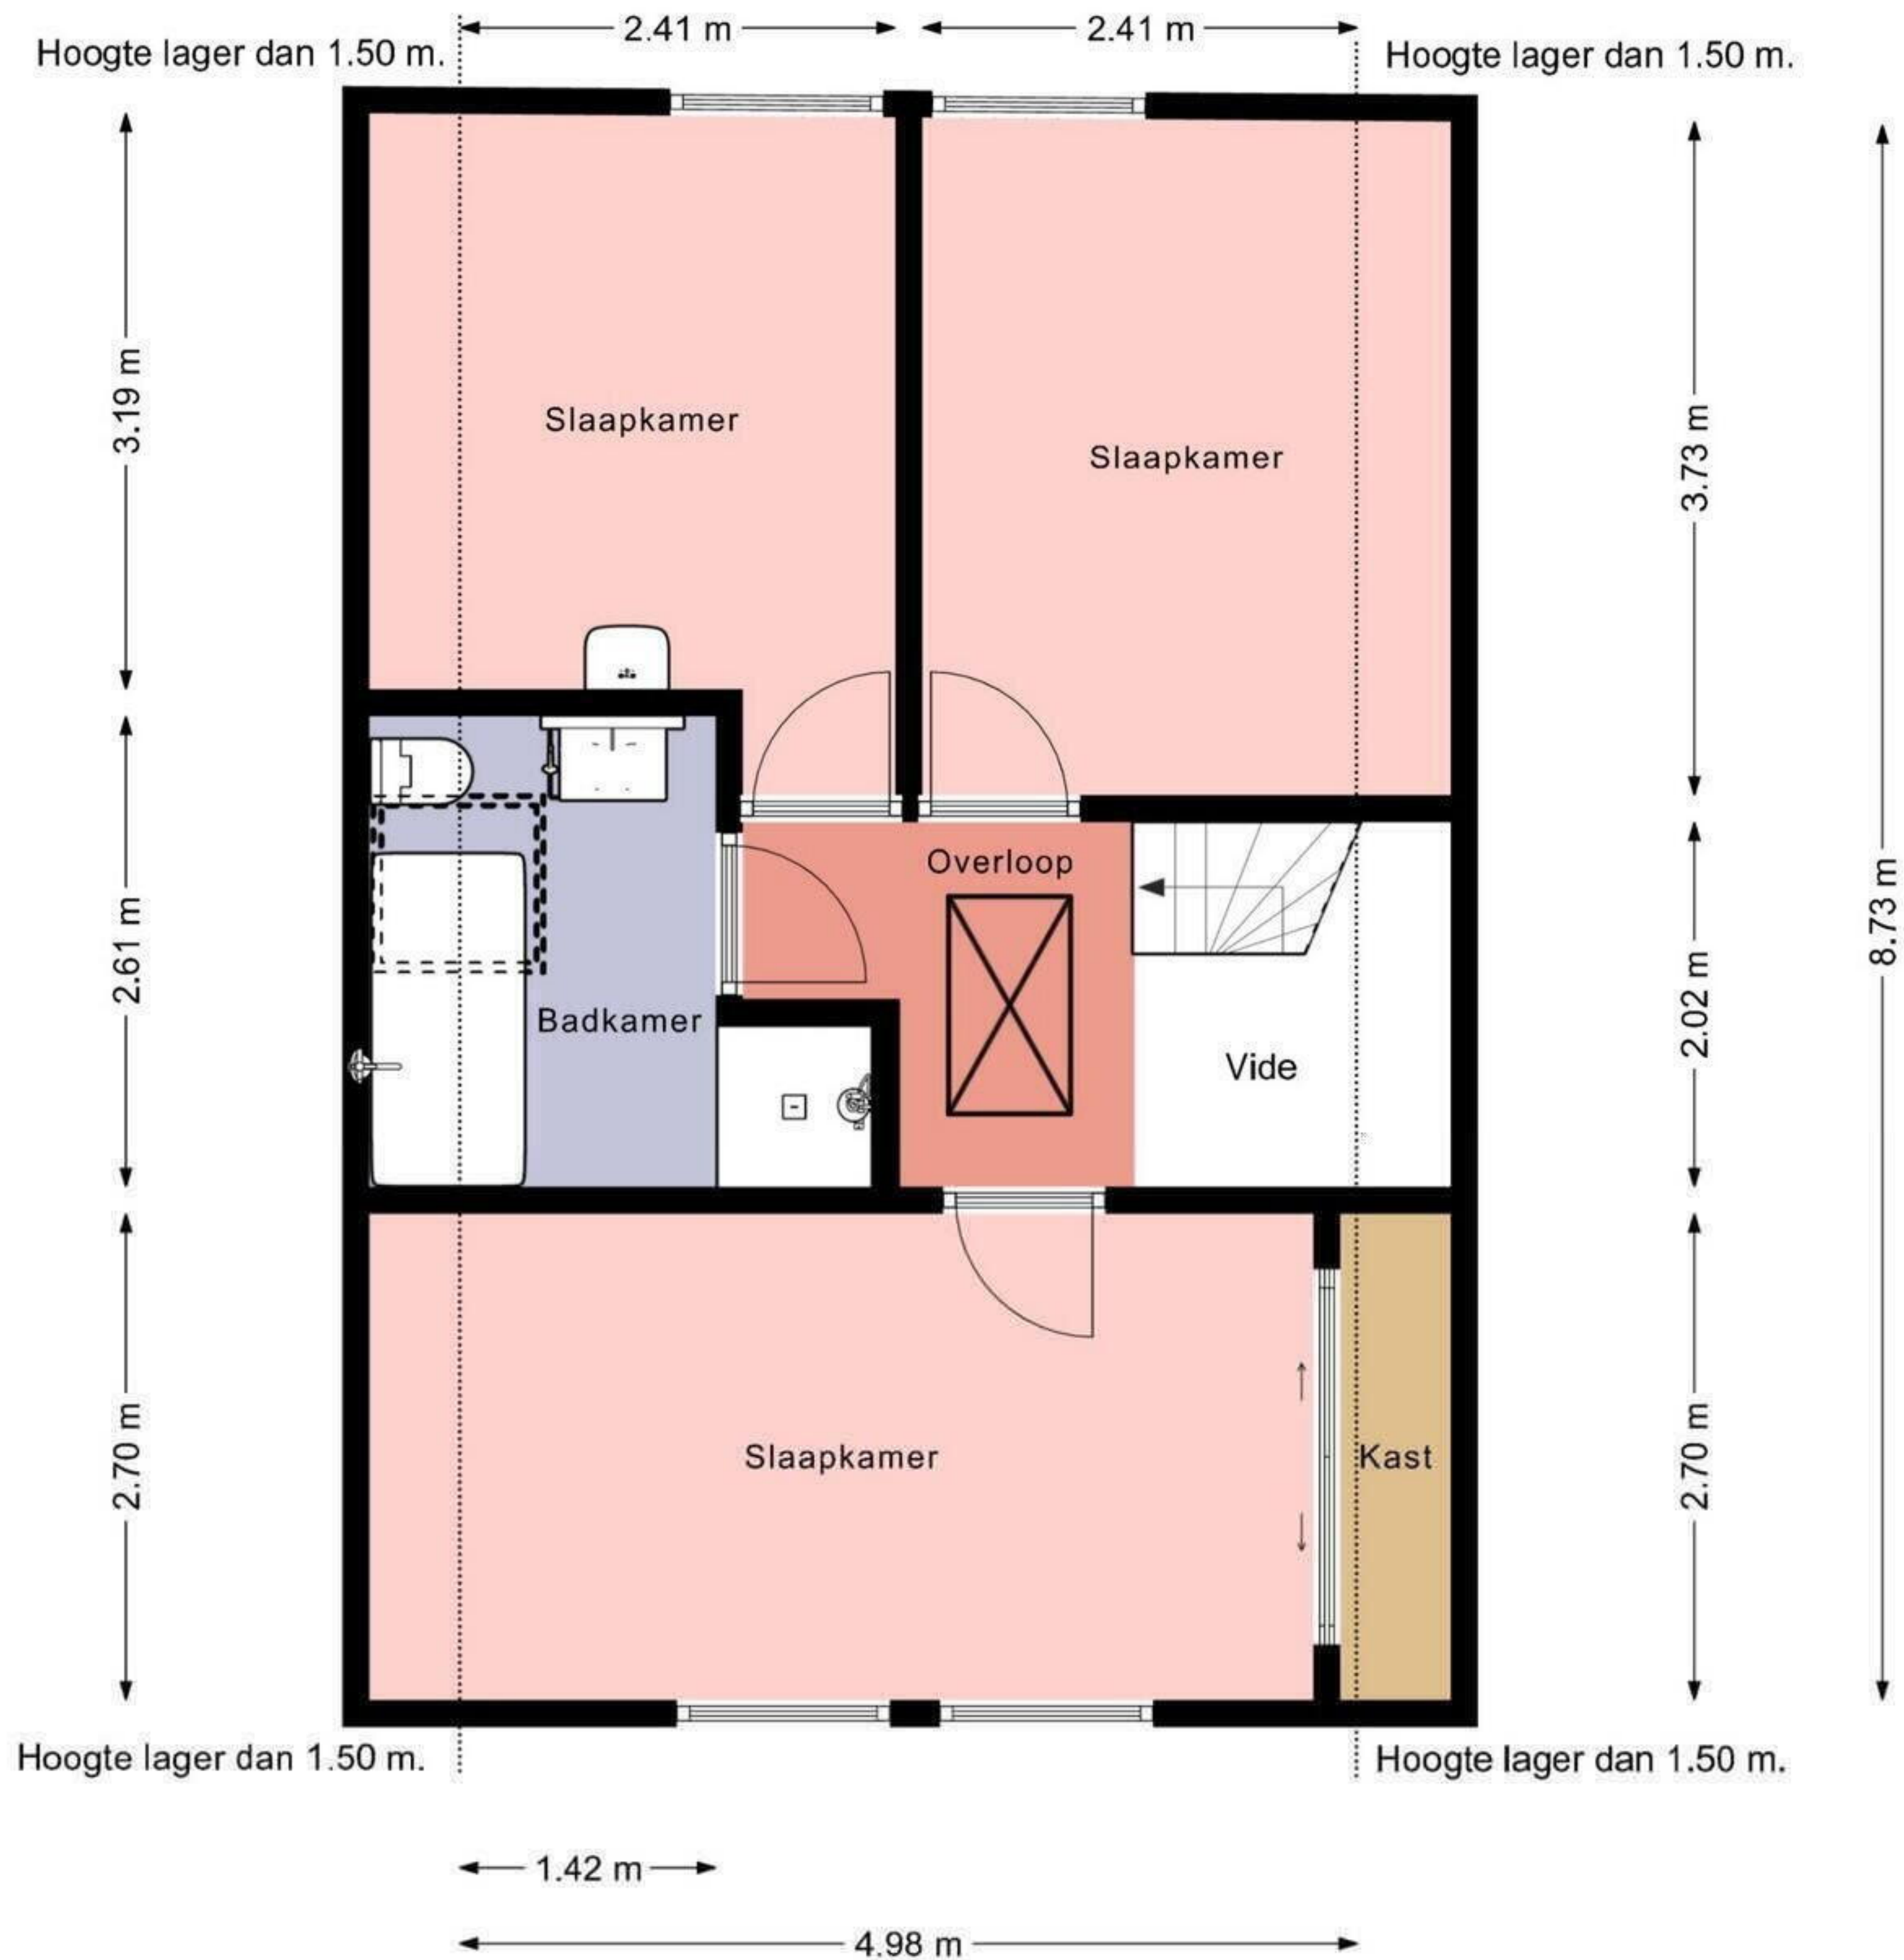 2.41 m
2.41 m
Hoogte lager dan 1.50 m.
Hoogte lager dan 1.50 m.
3.19 m
Slaapkamer
Slaapkamer
3.73 m
Overloop
8.73 m
2.61 m
Badkamer
Vide
2.02 m
2.70 m
Slaapkamer
Kast
2.70 m
Hoogte lager dan 1.50 m.
Hoogte lager dan 1.50 m.
1.42 m
4.98 m